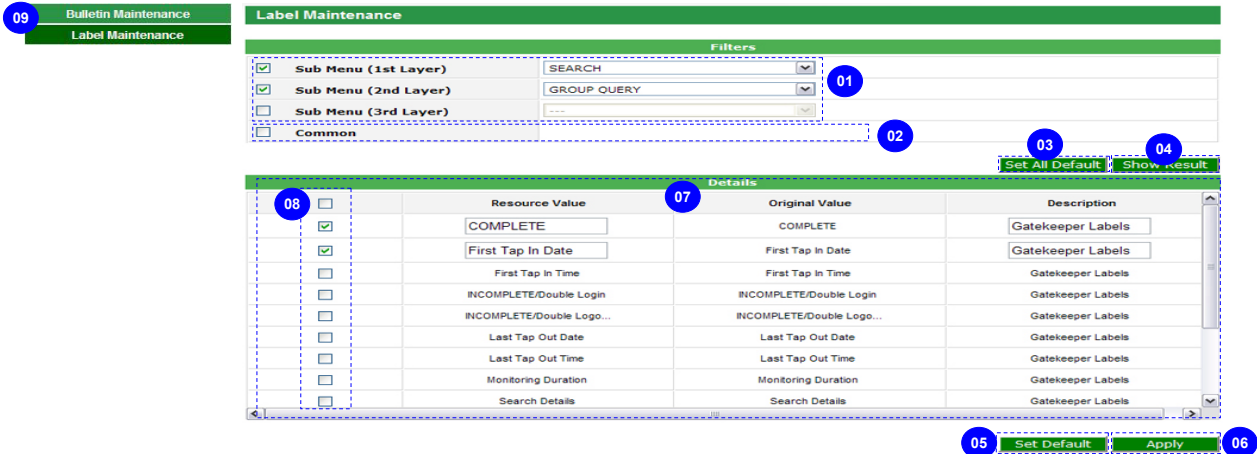 09 Bulletin Maintenance Label Maintenance
Label Maintenance
Filters
Sub Menu (1st Layer) SEARCH
01
Sub Menu (2nd Layer) GROUP QUERY
Sub Menu (3rd Layer) ---
Common 02
03 04
Set All Default Show Result
Details
08 Resource Value 07 Original Value Description
COMPLETE COMPLETE Gatekeeper Labels
First Tap In Date First Tap In Date Gatekeeper Labels
First Tap In Time First Tap In Time Gatekeeper Labels
INCOMPLETE/Double Login INCOMPLETE/Double Login Gatekeeper Labels
INCOMPLETE/Double Logo... INCOMPLETE/Double Logo... Gatekeeper Labels
Last Tap Out Date Last Tap Out Date Gatekeeper Labels
Last Tap Out Time Last Tap Out Time Gatekeeper Labels
Monitoring Duration Monitoring Duration Gatekeeper Labels
Search Details Search Details Gatekeeper Labels
05 Set Default Apply 06